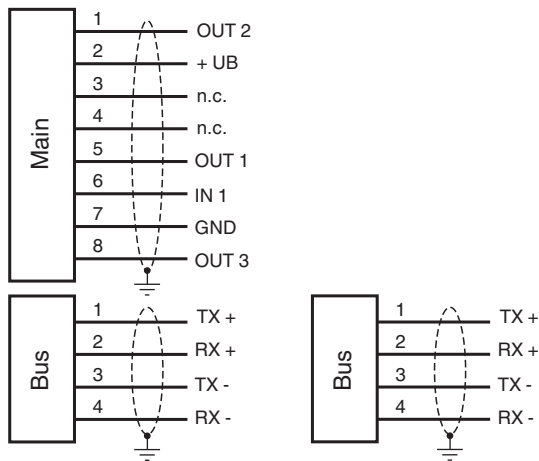 Main
1 OUT 2
2 + UB
3 n.c.
4 n.c.
5 OUT 1
6 IN 1
7 GND
8 OUT 3
Bus
1 TX +
2 RX +
3 TX -
4 RX -
Bus
1 TX +
2 RX +
3 TX -
4 RX -